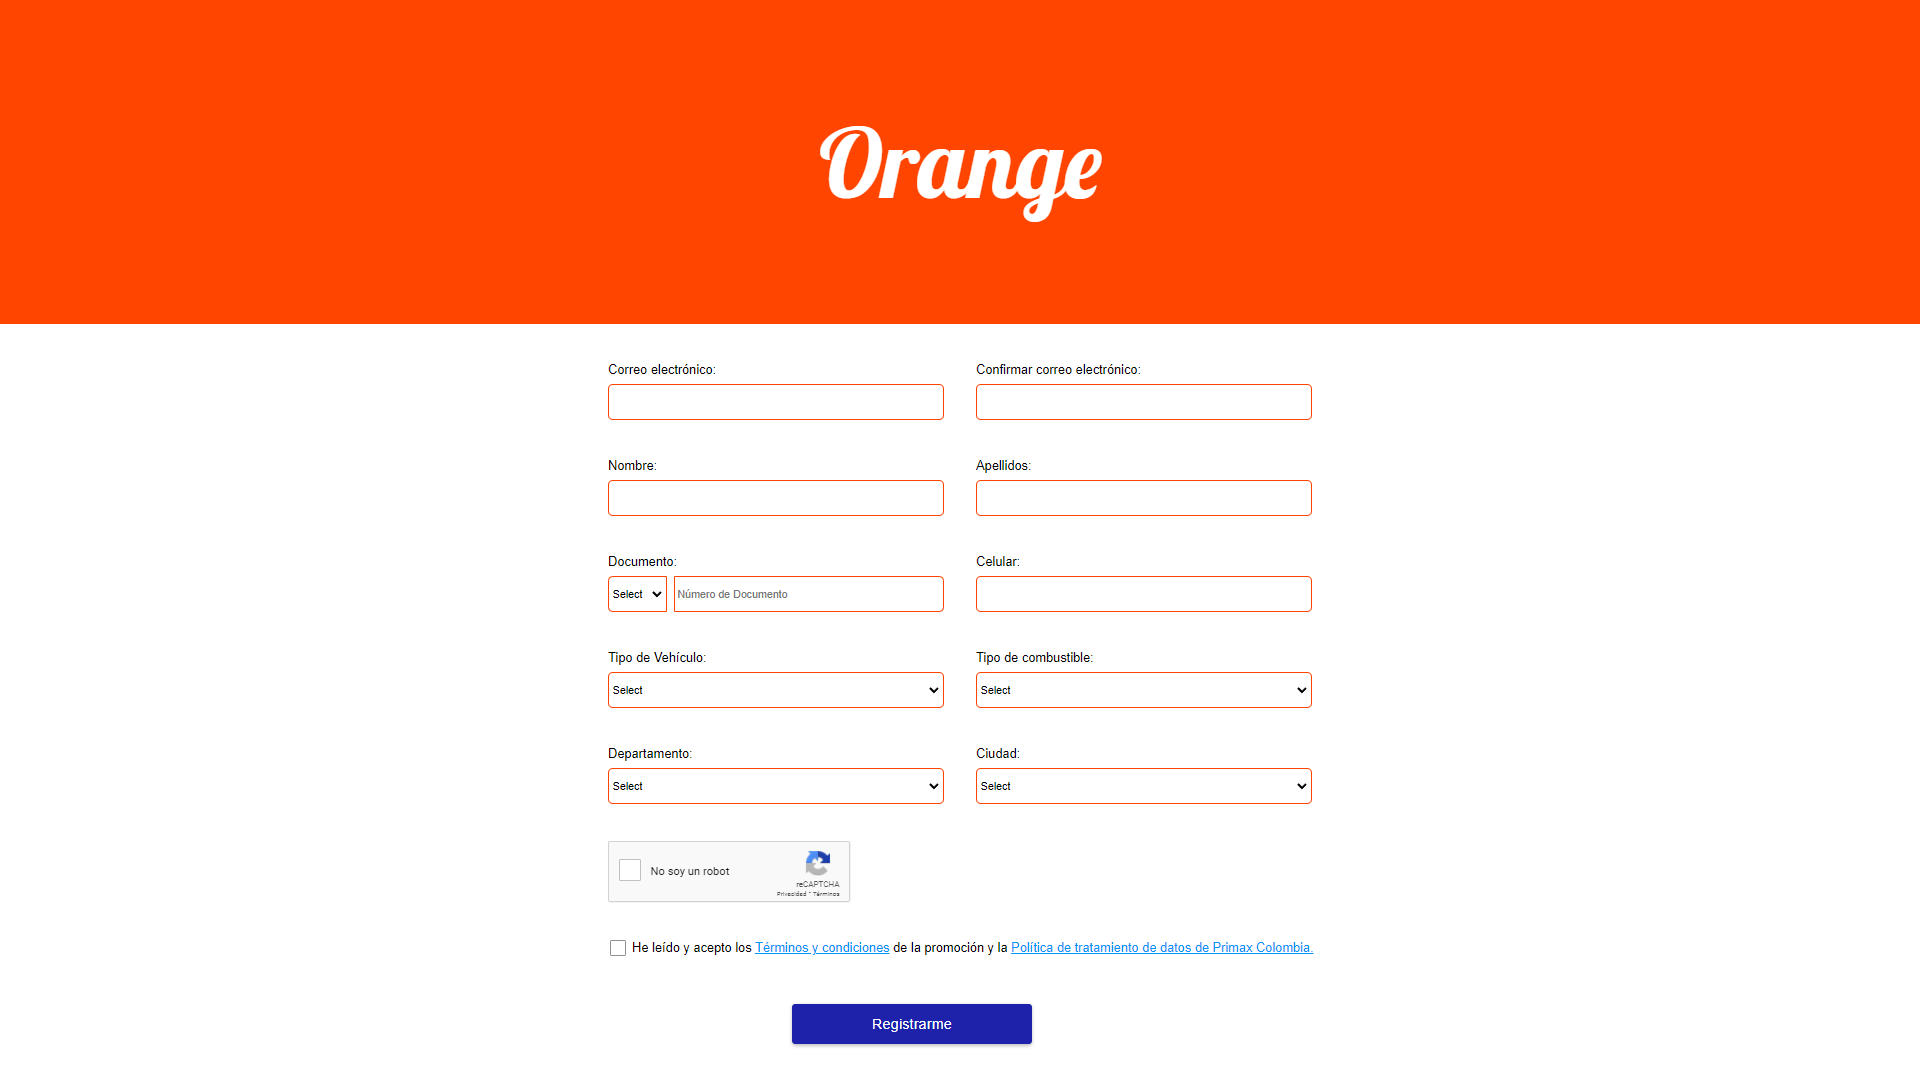 Orange
Correo electrónico:
Confirmar correo electrónico:
Nombre:
Apellidos:
Documento:
Celular:
Select
Número de Documento
Tipo de Vehículo:
Tipo de combustible:
Select
Select
Departamento:
Ciudad:
Select
Select
No soy un robot
reCAPTCHA
Privacidad * Términos
He leído y acepto los Términos y condiciones de la promoción y la Política de tratamiento de datos de Primax Colombia.
Registrarme